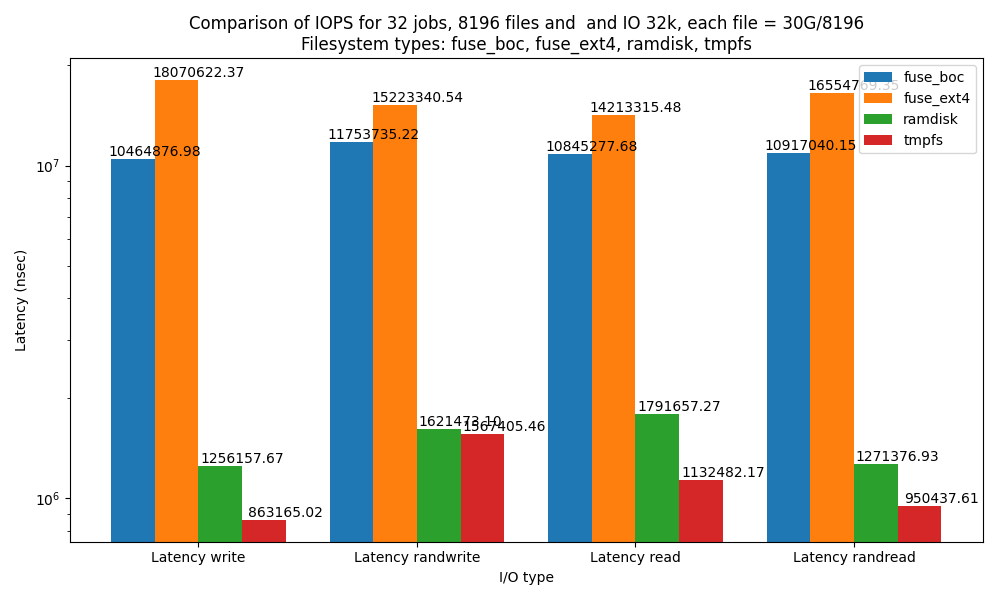 Comparison of IOPS for 32 jobs, 8196 files and  and IO 32k, each file = 30G/8196
Filesystem types: fuse_boc, fuse_ext4, ramdisk, tmpfs
fuse_boc
fuse_ext4
ramdisk
tmpfs
18070622.37
15223340.54
14213315.48
16554769.35
10464876.98
11753735.22
10845277.68
10917040.15
1256157.67
1621473.10
1791657.27
1271376.93
863165.02
1567405.46
1132482.17
950437.61
10^7
10^6
Latency (nsec)
Latency write
Latency randwrite
Latency read
Latency randread
I/O type